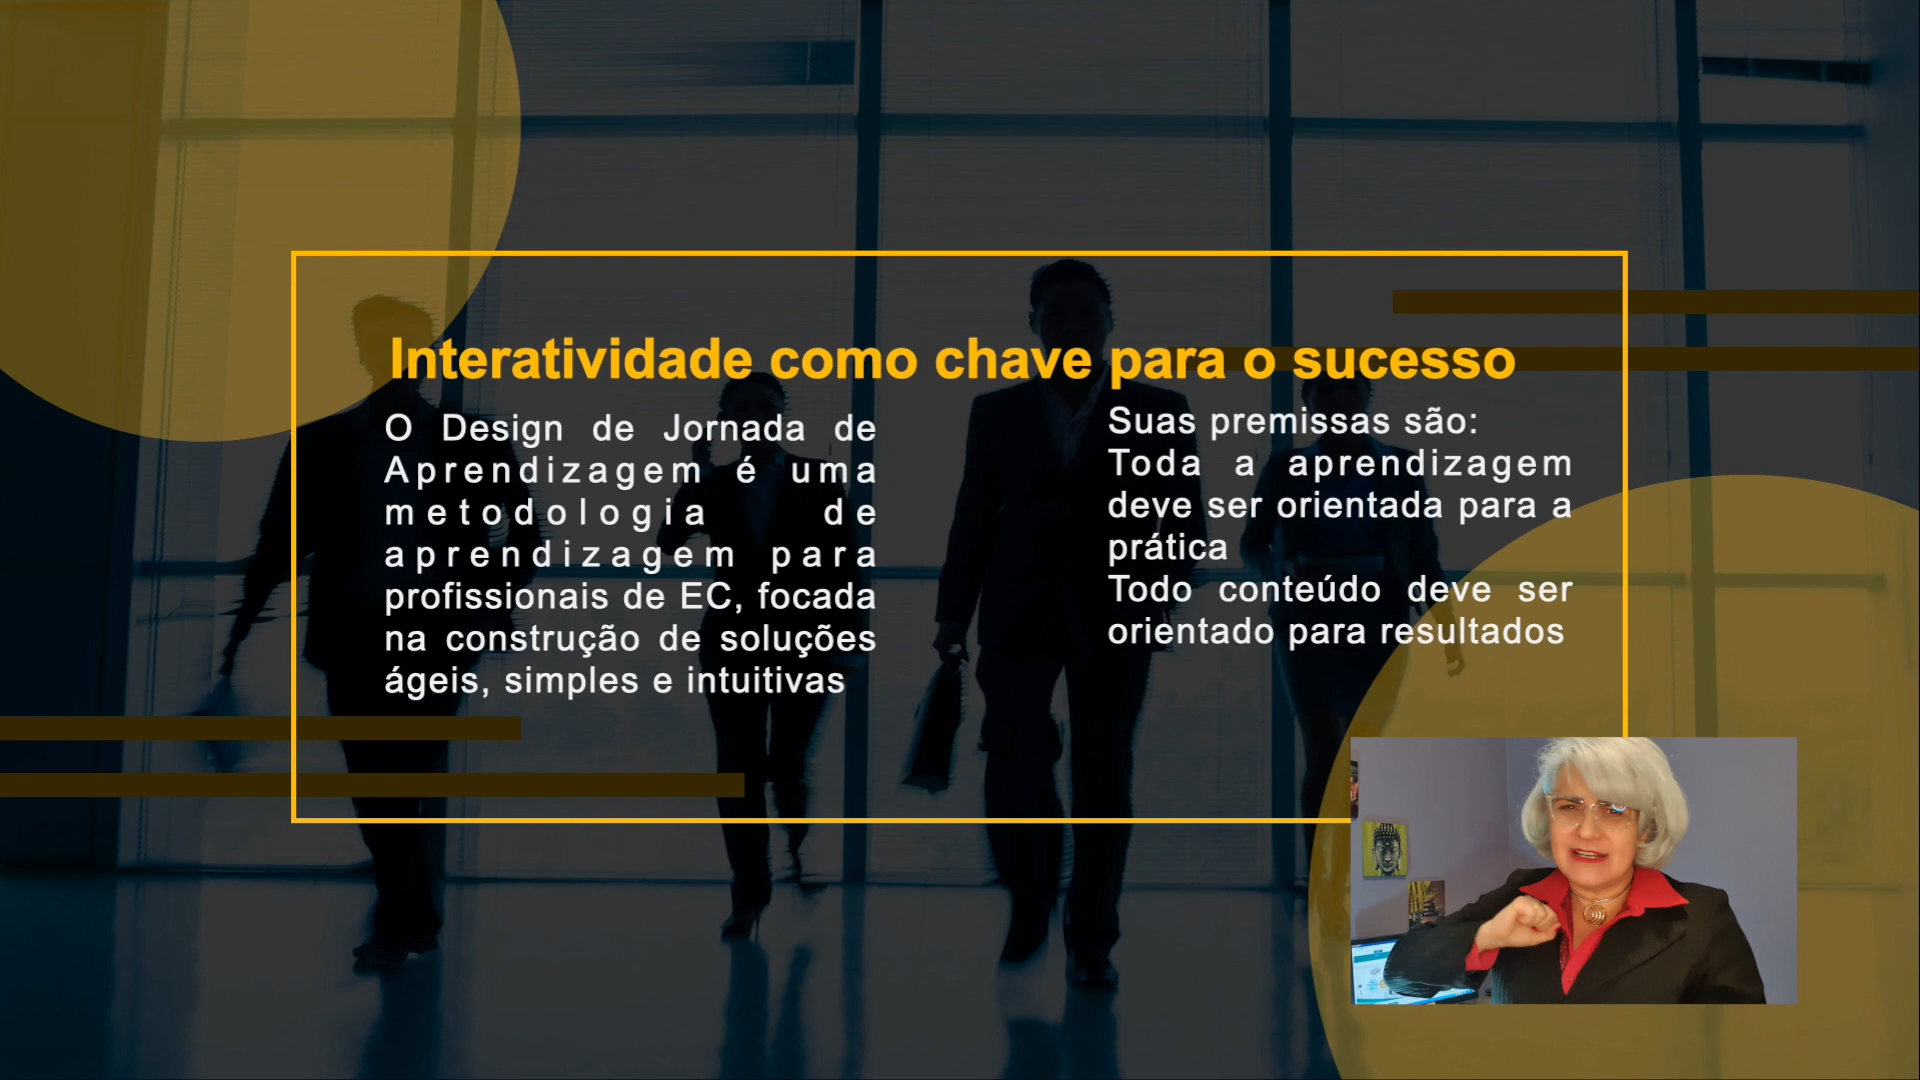 Interatividade como chave para o sucesso
O Design de Jornada de
Aprendizagem é uma
metodologia de
aprendizagem para
profissionais de EC, focada
na construção de soluções
ágeis, simples e intuitivas
Suas premissas são:
Toda a aprendizagem
deve ser orientada para a
prática
Todo conteúdo deve ser
orientado para resultados